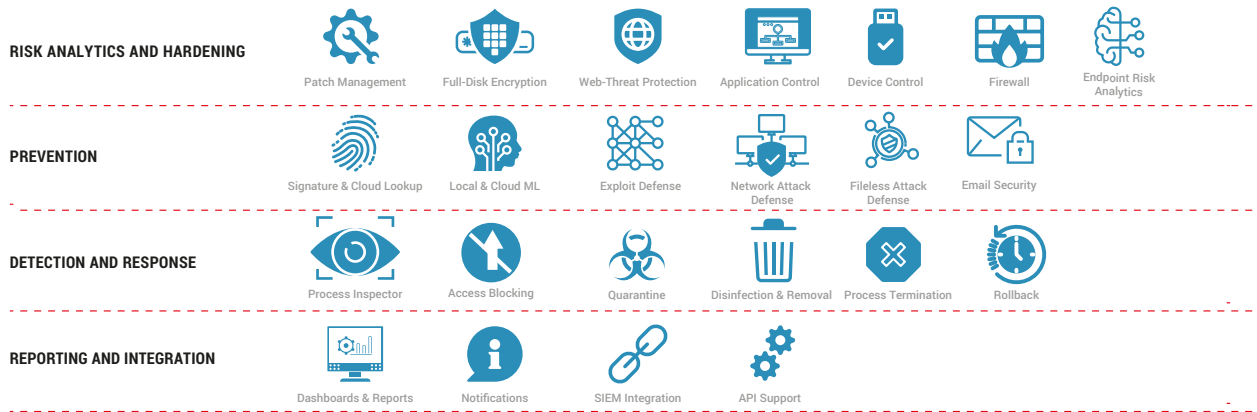 RISK ANALYTICS AND HARDENING
Patch Management
Full-Disk Encryption
Web-Threat Protection
Application Control
Device Control
Firewall
Endpoint Risk
Analytics
PREVENTION
Signature & Cloud Lookup
Local & Cloud ML
Exploit Defense
Network Attack
Defense
Fileless Attack
Defense
Email Security
DETECTION AND RESPONSE
Process Inspector
Access Blocking
Quarantine
Disinfection & Removal
Process Termination
Rollback
REPORTING AND INTEGRATION
Dashboards & Reports
Notifications
SIEM Integration
API Support